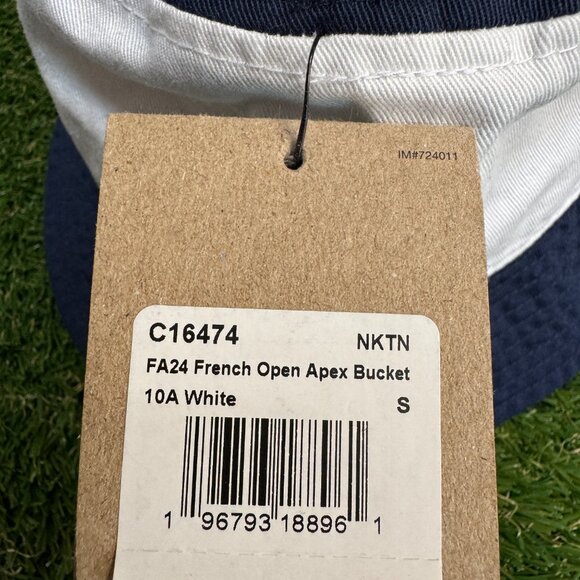 IM#724011
C16474 NKTN
FA24 French Open Apex Bucket
10A White S
1 96793 18896 1